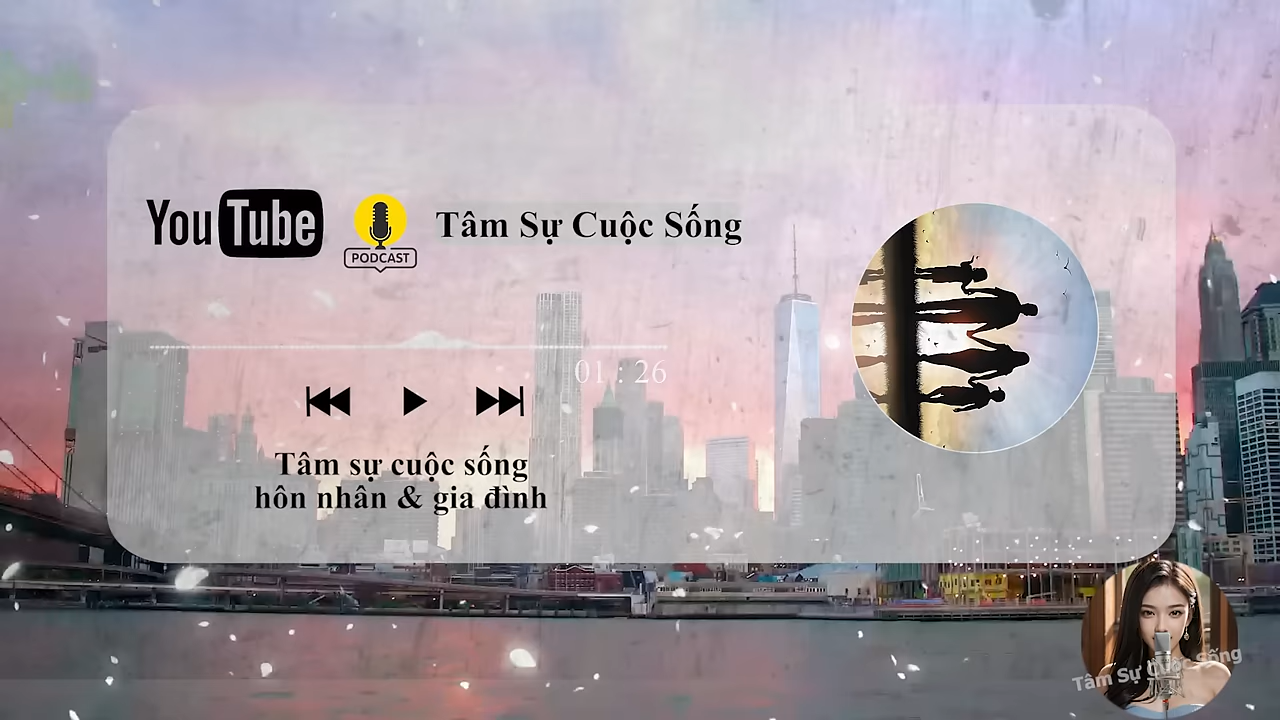 YouTube
PODCAST
Tâm Sự Cuộc Sống
01 : 26
Tâm sự cuộc sống
hôn nhân & gia đình
Tâm Sự Cuộc Sống